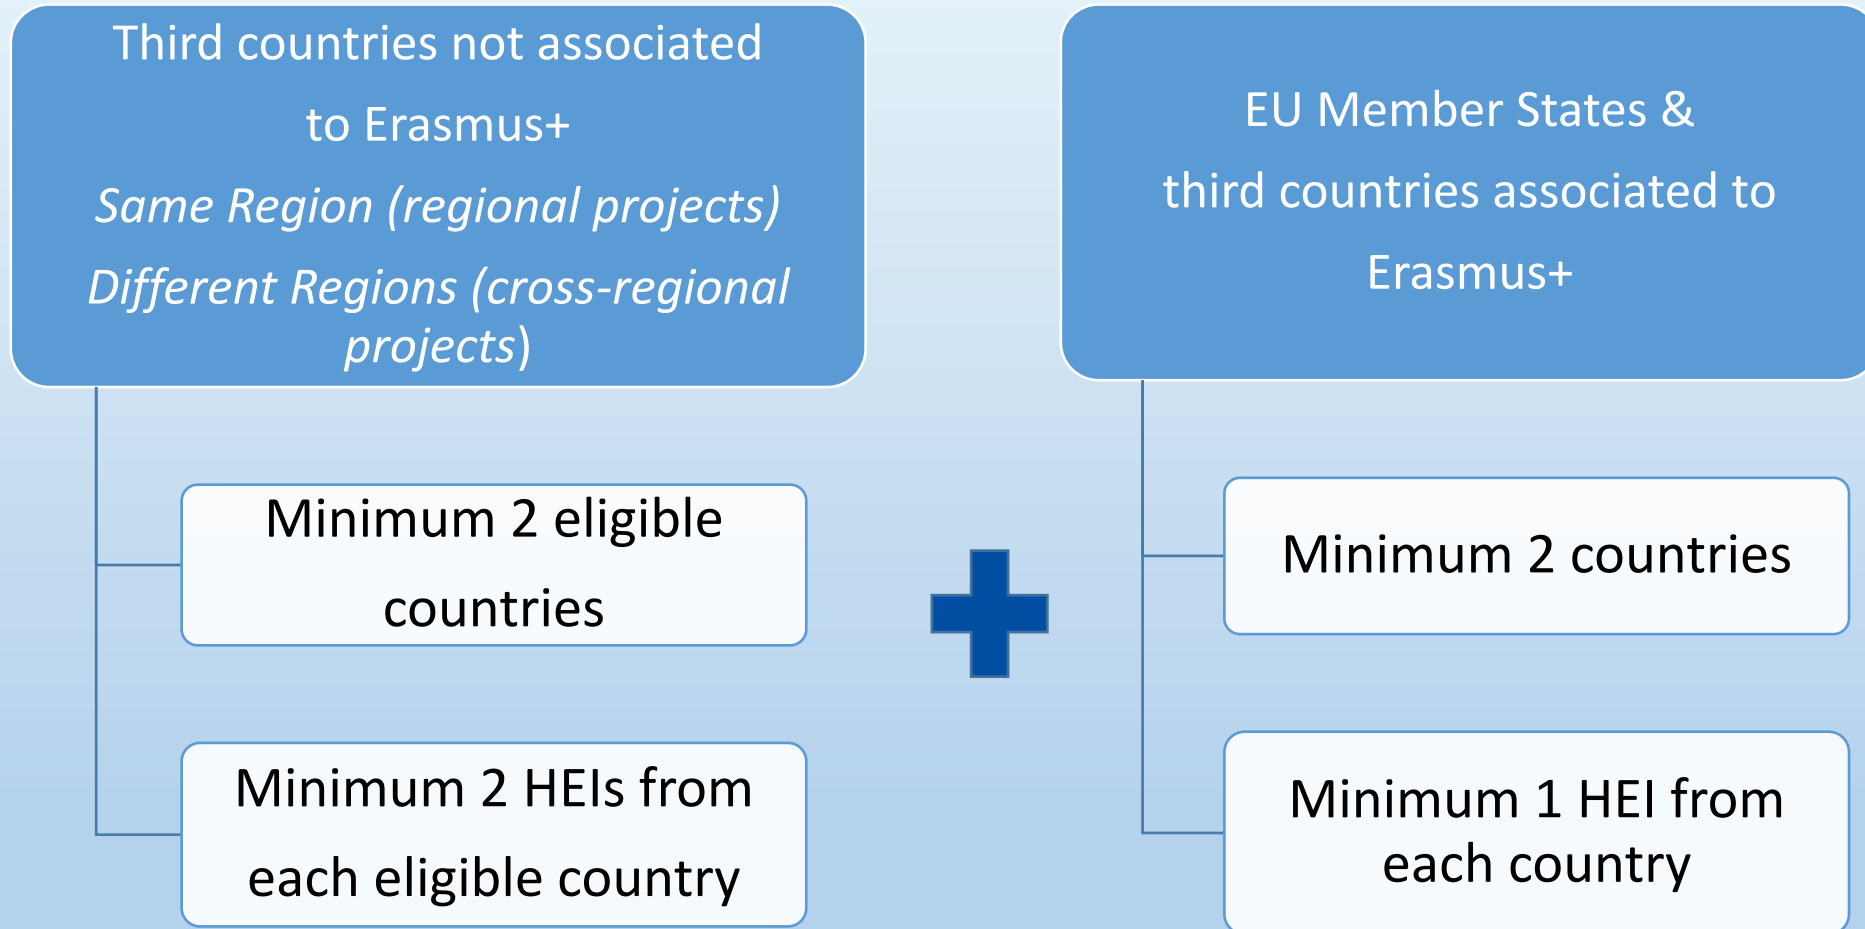 Third countries not associated
to Erasmus+
Same Region (regional projects)
Different Regions (cross-regional
projects)
Minimum 2 eligible
countries
Minimum 2 HEIs from
each eligible country
EU Member States &
third countries associated to
Erasmus+
Minimum 2 countries
Minimum 1 HEI from
each country